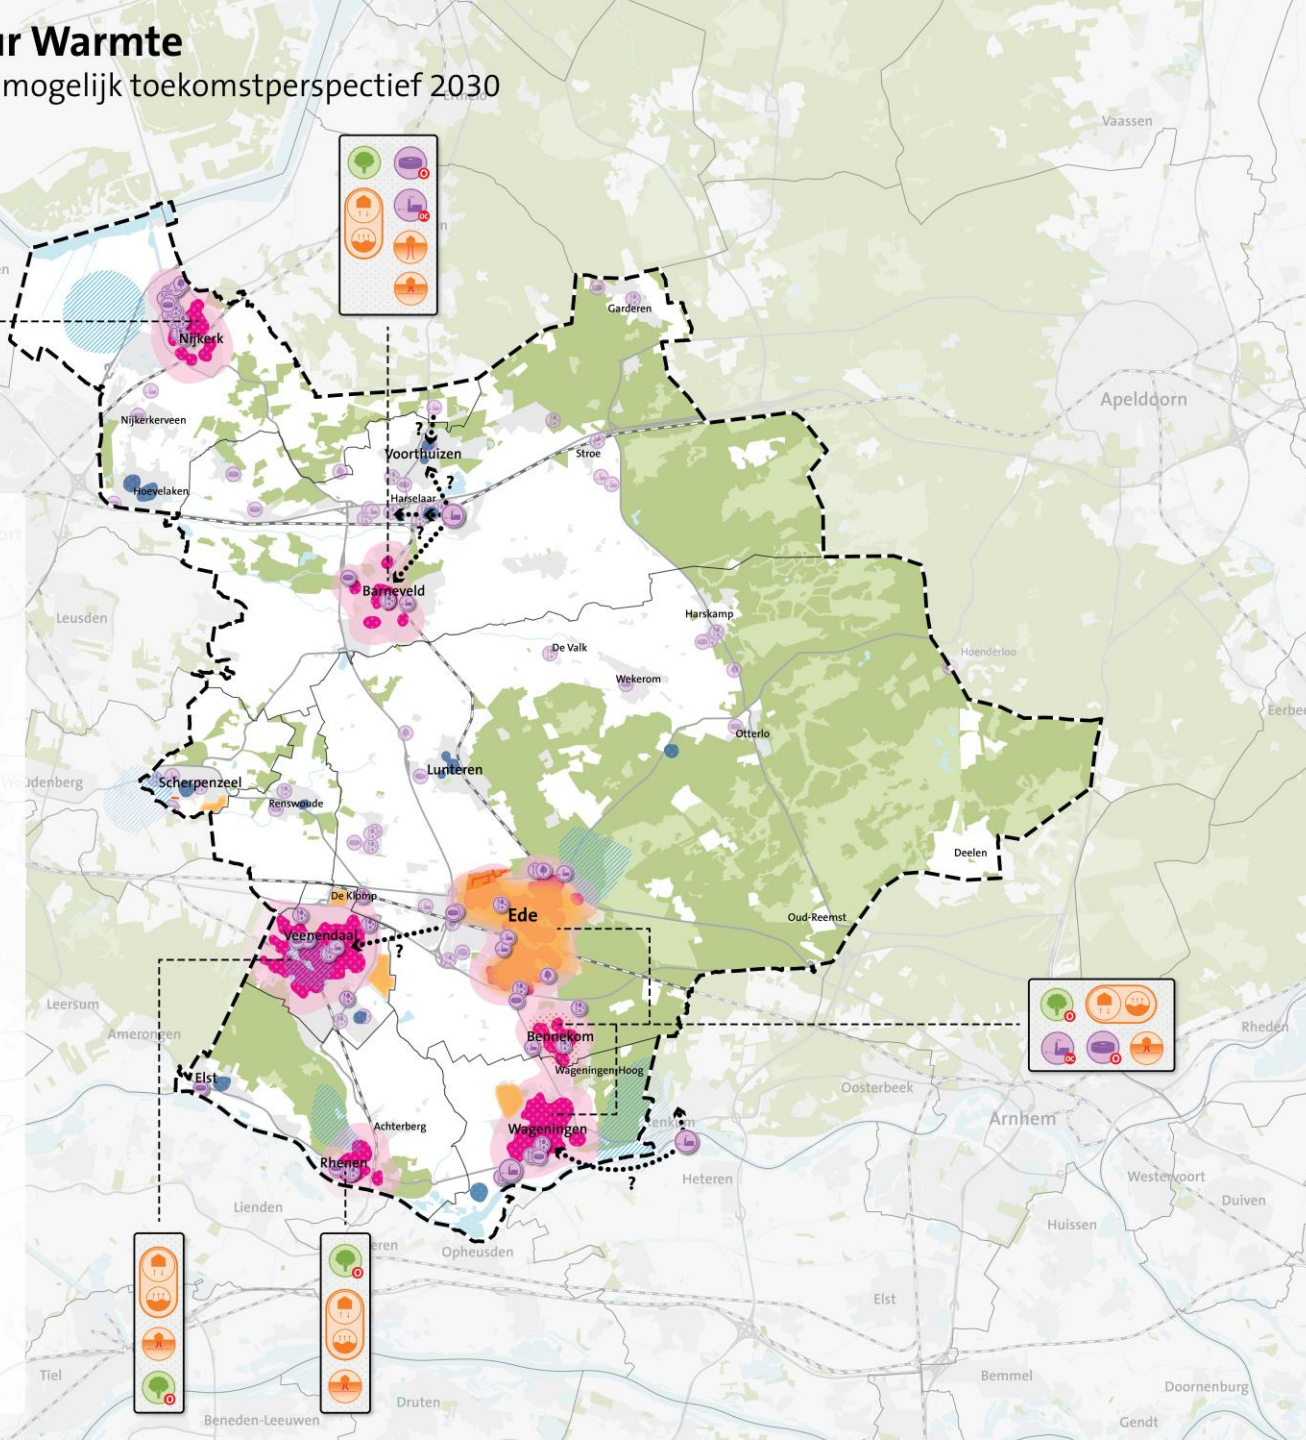 ur Warmte
mogelijk toekomstperspectief 2030
Ermelo
Vaassen
Garderen
Nijkerk
Apeldoorn
Nijkerkerveen
?
Voorthuizen
Stroe
?
Hoevelaken
Harselaar
?
Barneveld
Leusden
Harskamp
De Valk
Hoenderloo
Wekerom
Otterlo
Lunteren
Scherpenzeel
Renswoude
Deelen
De Klomp
Ede
Oud-Reemst
Veenendaal
?
Leersum
Amerongen
Bennekom
Rheden
Wageningen-Hoog
Elst
Oosterbeek
Arnhem
Achterberg
Wageningen
Rhenen
?
Heteren
Westervoort
Duiven
Lienden
Huissen
Opheusden
Elst
Tiel
Bemmel
Doornenburg
Druten
Beneden-Leeuwen
Gendt